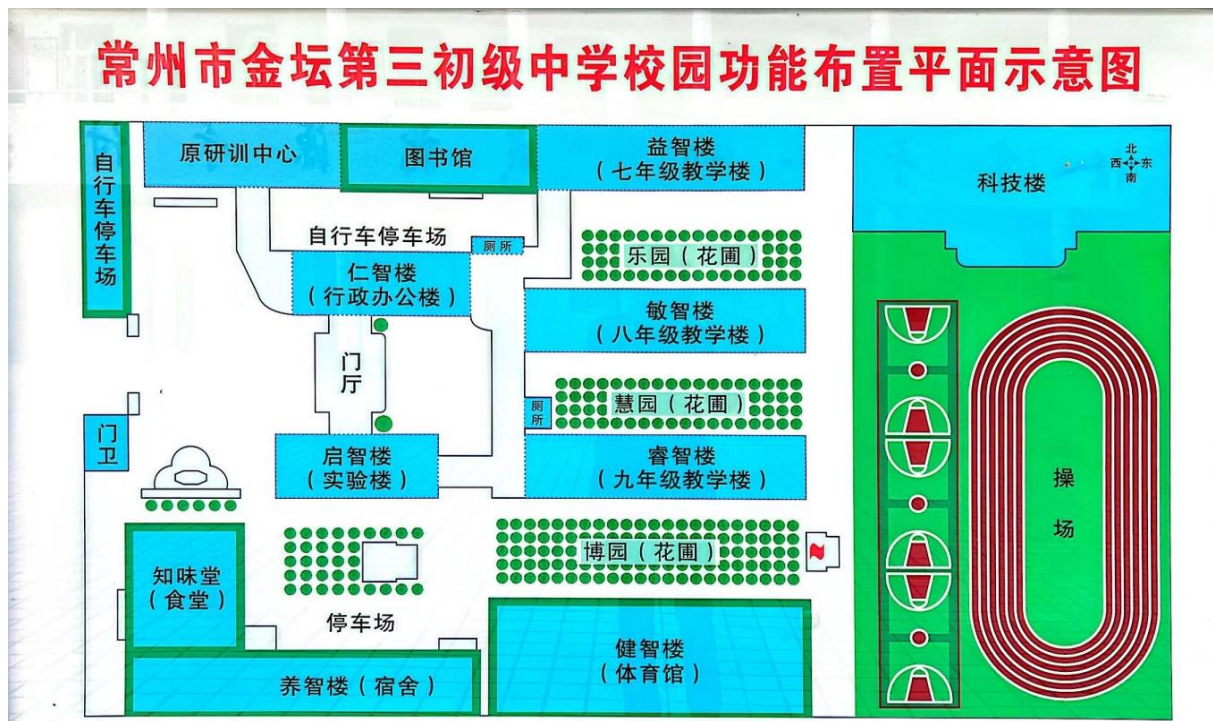 常州市金坛第三初级中学校园功能布置平面示意图
自行车停车场
原研训中心
图书馆
益智楼
（七年级教学楼）
科技楼
北
西 东
南
自行车停车场
厕所
乐园（花圃）
仁智楼
（行政办公楼）
敏智楼
（八年级教学楼）
门厅
慧园（花圃）
厕所
门卫
启智楼
（实验楼）
睿智楼
（九年级教学楼）
操场
博园（花圃）
知味堂
（食堂）
停车场
健智楼
（体育馆）
养智楼（宿舍）